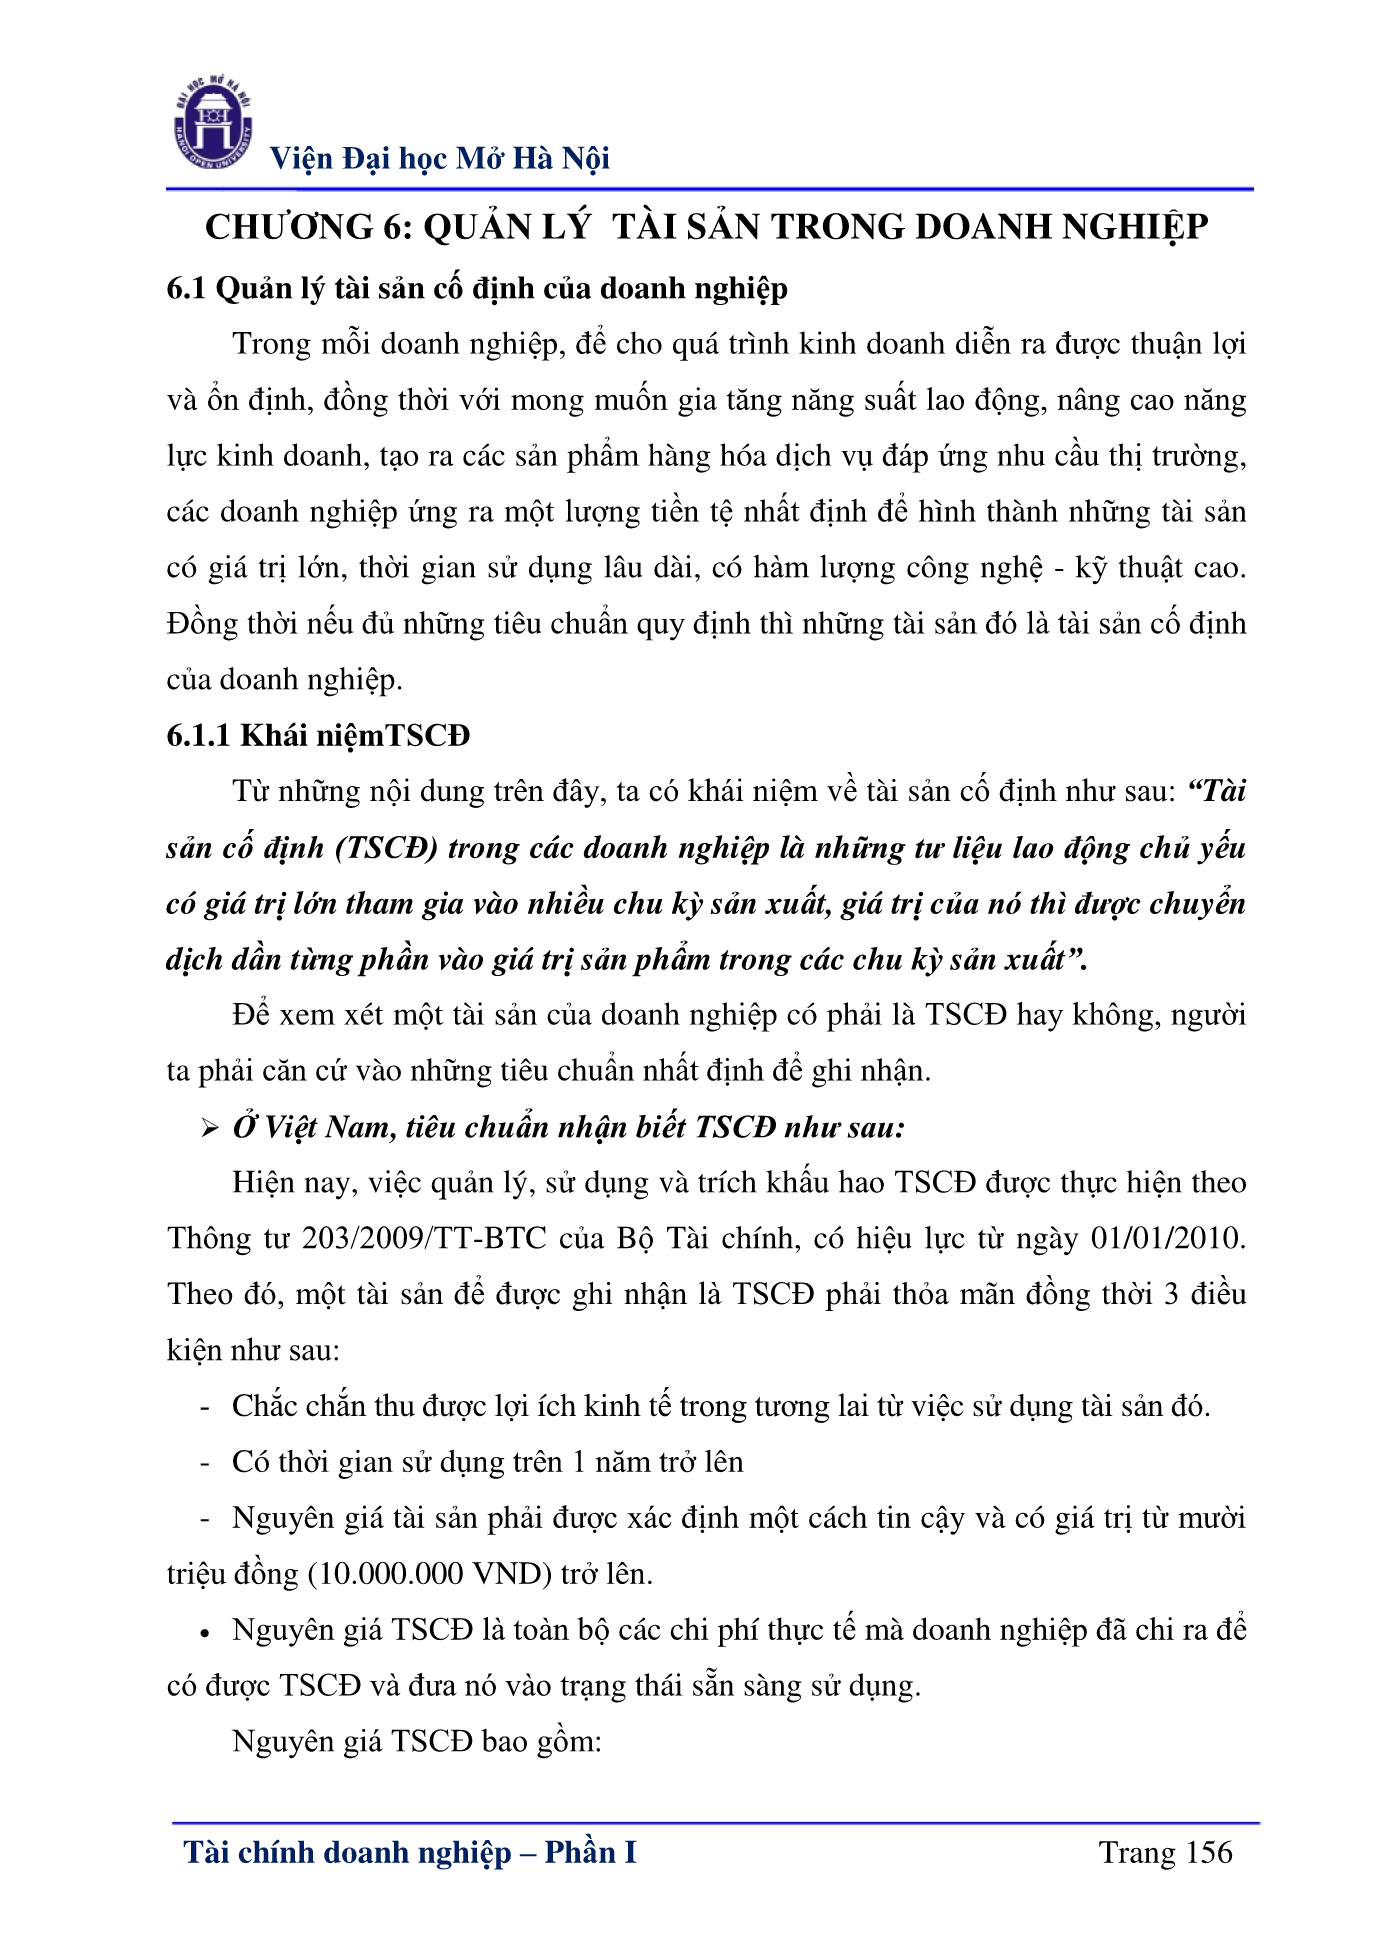 ĐẠI HỌC MỞ HÀ NỘI
HANOI OPEN UNIVERSITY
Viện Đại học Mở Hà Nội
CHƯƠNG 6: QUẢN LÝ TÀI SẢN TRONG DOANH NGHIỆP
6.1 Quản lý tài sản cố định của doanh nghiệp
Trong mỗi doanh nghiệp, để cho quá trình kinh doanh diễn ra được thuận lợi
và ổn định, đồng thời với mong muốn gia tăng năng suất lao động, nâng cao năng
lực kinh doanh, tạo ra các sản phẩm hàng hóa dịch vụ đáp ứng nhu cầu thị trường,
các doanh nghiệp ứng ra một lượng tiền tệ nhất định để hình thành những tài sản
có giá trị lớn, thời gian sử dụng lâu dài, có hàm lượng công nghệ - kỹ thuật cao.
Đồng thời nếu đủ những tiêu chuẩn quy định thì những tài sản đó là tài sản cố định
của doanh nghiệp.
6.1.1 Khái niệmTSCĐ
Từ những nội dung trên đây, ta có khái niệm về tài sản cố định như sau: “Tài
sản cố định (TSCĐ) trong các doanh nghiệp là những tư liệu lao động chủ yếu
có giá trị lớn tham gia vào nhiều chu kỳ sản xuất, giá trị của nó thì được chuyển
dịch dần từng phần vào giá trị sản phẩm trong các chu kỳ sản xuất”.
Để xem xét một tài sản của doanh nghiệp có phải là TSCĐ hay không, người
ta phải căn cứ vào những tiêu chuẩn nhất định để ghi nhận.
➢ Ở Việt Nam, tiêu chuẩn nhận biết TSCĐ như sau:
Hiện nay, việc quản lý, sử dụng và trích khấu hao TSCĐ được thực hiện theo
Thông tư 203/2009/TT-BTC của Bộ Tài chính, có hiệu lực từ ngày 01/01/2010.
Theo đó, một tài sản để được ghi nhận là TSCĐ phải thỏa mãn đồng thời 3 điều
kiện như sau:
- Chắc chắn thu được lợi ích kinh tế trong tương lai từ việc sử dụng tài sản đó.
- Có thời gian sử dụng trên 1 năm trở lên
- Nguyên giá tài sản phải được xác định một cách tin cậy và có giá trị từ mười
triệu đồng (10.000.000 VND) trở lên.
• Nguyên giá TSCĐ là toàn bộ các chi phí thực tế mà doanh nghiệp đã chi ra để
có được TSCĐ và đưa nó vào trạng thái sẵn sàng sử dụng.
Nguyên giá TSCĐ bao gồm:
Tài chính doanh nghiệp – Phần I Trang 156